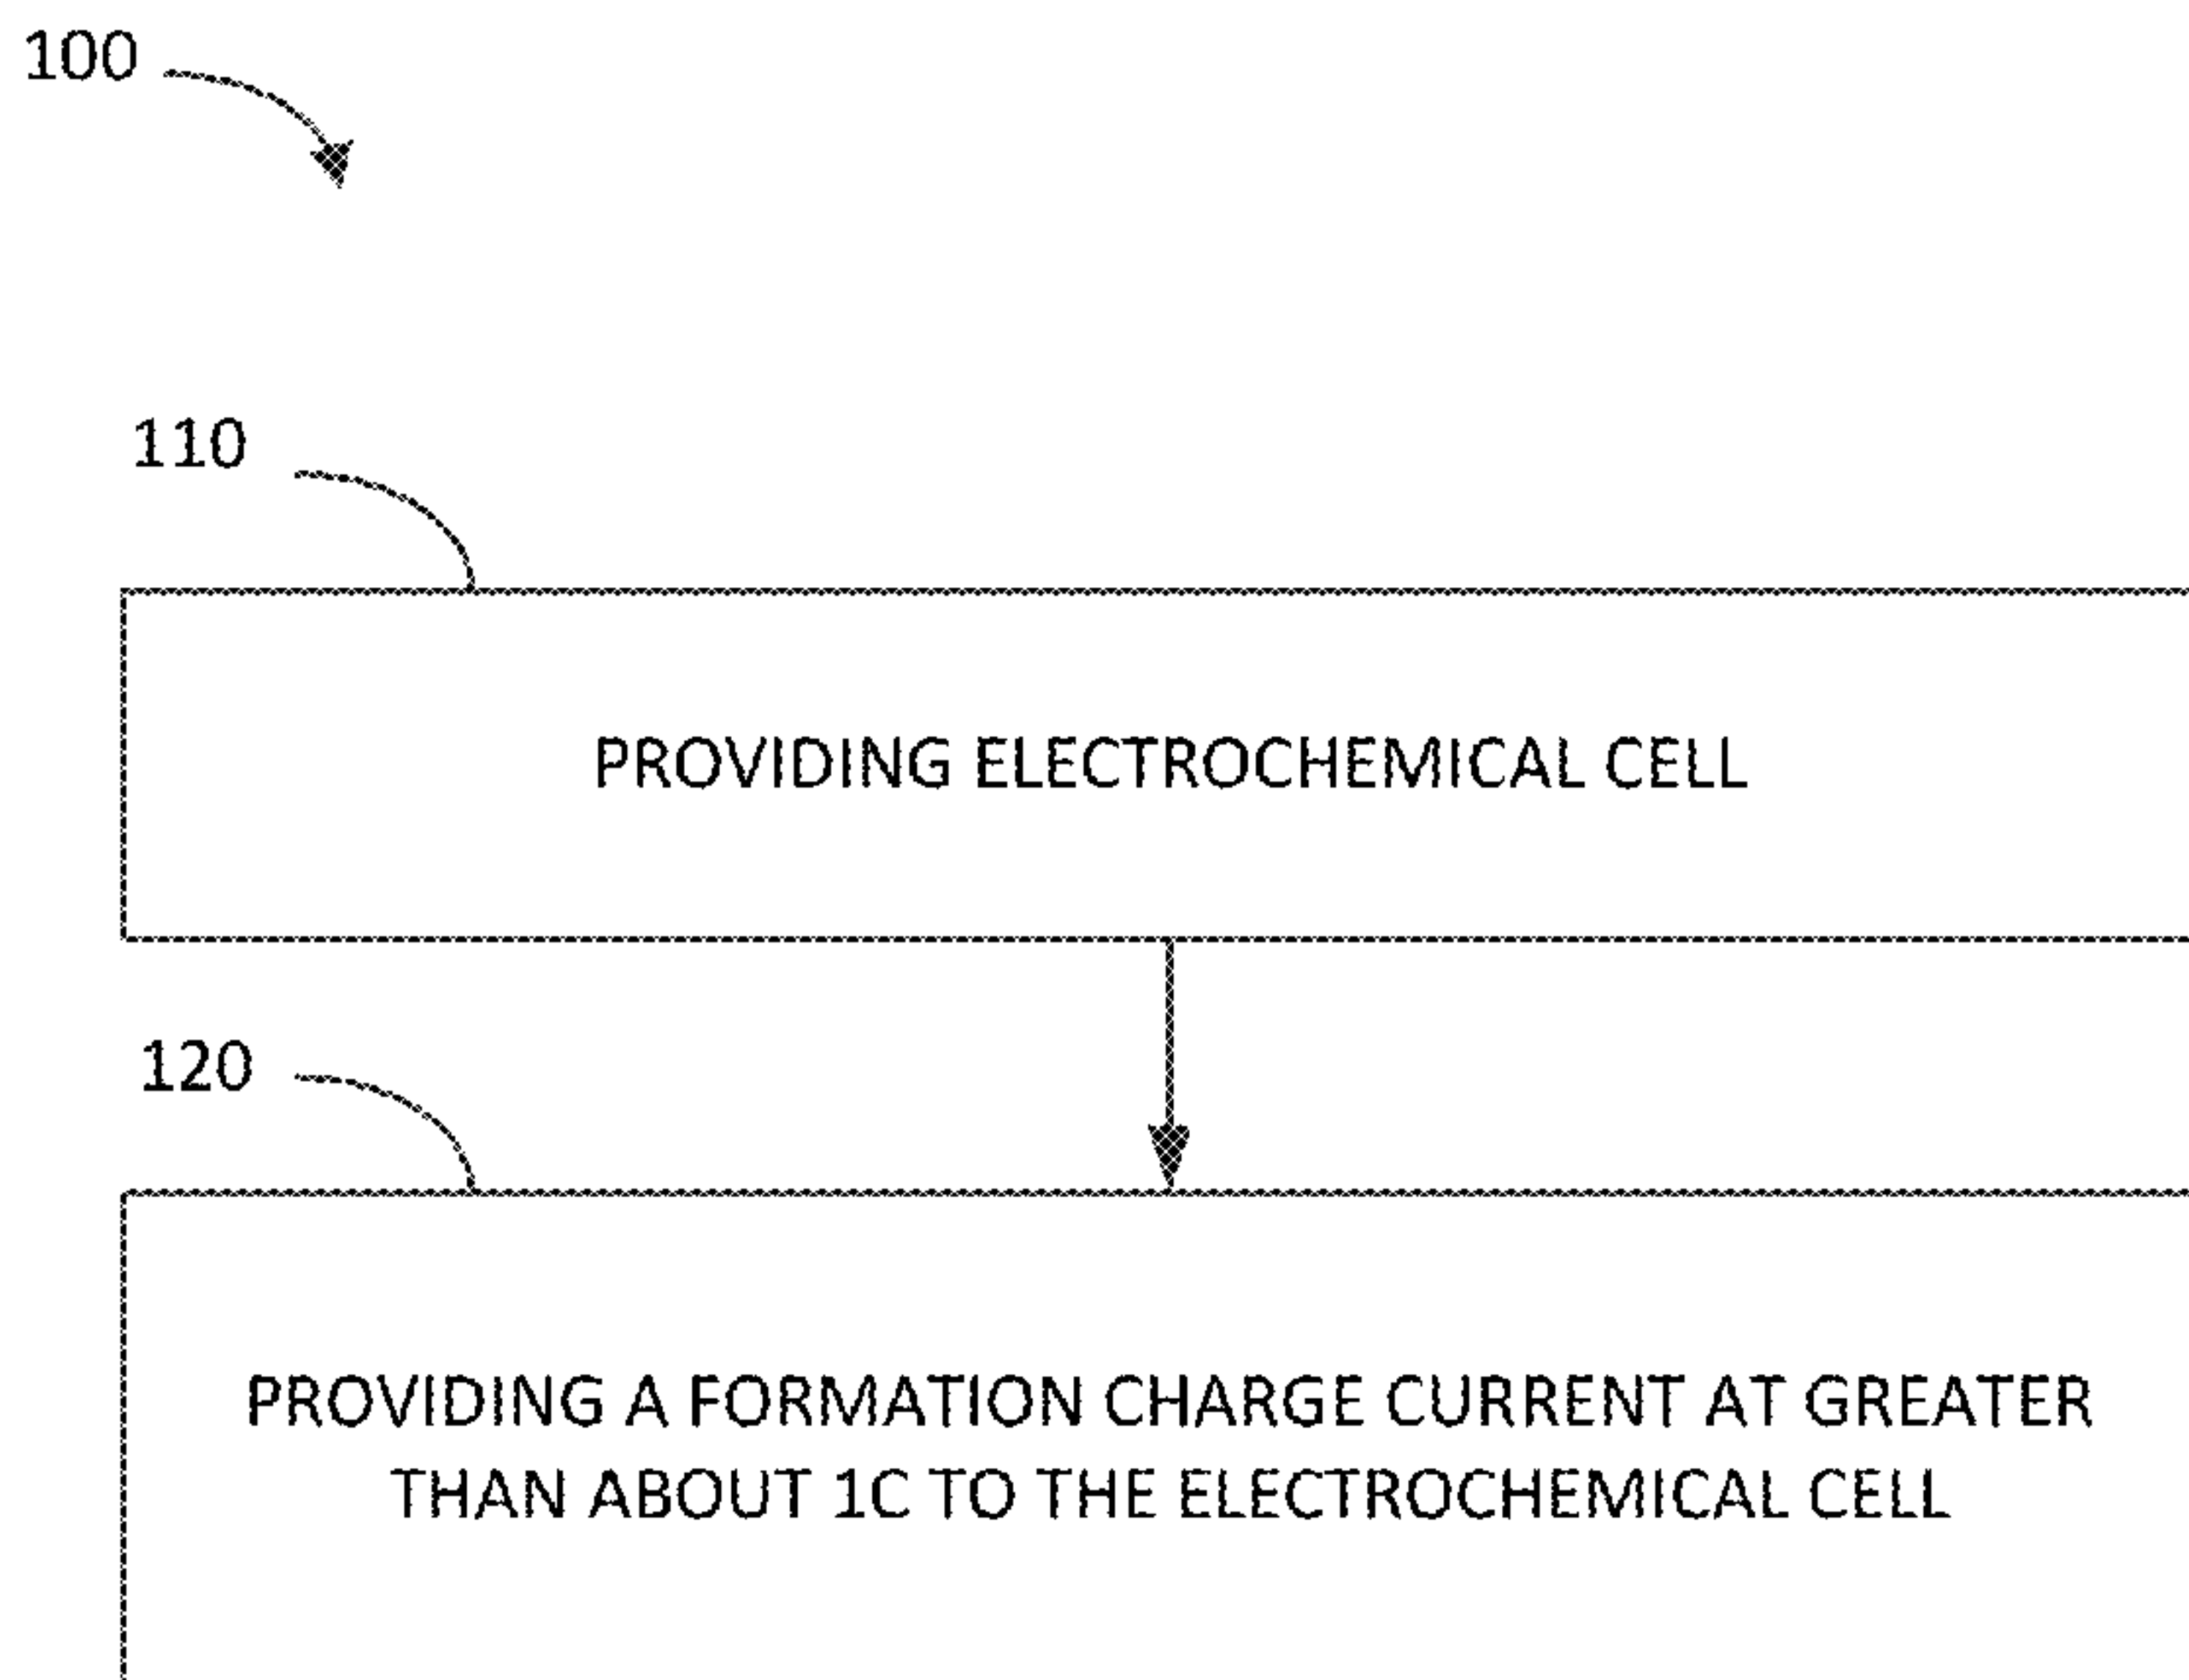 100
110
PROVIDING ELECTROCHEMICAL CELL
120
PROVIDING A FORMATION CHARGE CURRENT AT GREATER
THAN ABOUT 1C TO THE ELECTROCHEMICAL CELL